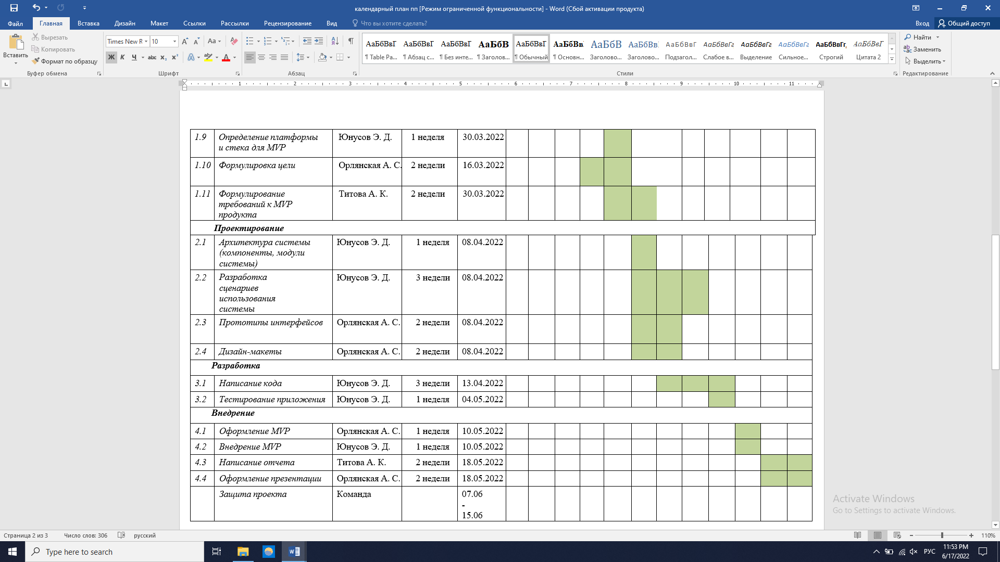 календарный план пп [Режим ограниченной функциональности] - Word (Сбой активации продукта)
Файл Главная Вставка Дизайн Макет Ссылки Рассылки Рецензирование Вид Что вы хотите сделать? Вход Общий доступ
Вставить
Вырезать
Копировать
Формат по образцу
Буфер обмена
Times New R 10
Ж К Ч abc x₂ x²
Шрифт
Абзац
АаБбВвГ АаБбВвГ АаБбВвГ АаБбВ АаБбВвГ АаБбВв АаБбВ АаБбВв АаБбВвГ АаБбВвГг АаБбВвГг АаБбВвГг АаБбВвГг АаБбВвГ
¶ Table Pa... ¶ Абзац с... ¶ Без инте... ¶ Заголов... ¶ Обычный ¶ Основн... Заголово... Заголово... Подзагол... Слабое в... Выделение Сильное... Строгий Цитата 2
Стили
Найти
Заменить
Выделить
Редактирование
1 2 3 4 5 6 7 8 9 10 11
1.9 Определение платформы и стека для MVP Юнусов Э. Д. 1 неделя 30.03.2022
1.10 Формулировка цели Орлянская А. С. 2 недели 16.03.2022
1.11 Формулирование требований к MVP продукта Титова А. К. 2 недели 30.03.2022
Проектирование
2.1 Архитектура системы (компоненты, модули системы) Юнусов Э. Д. 1 неделя 08.04.2022
2.2 Разработка сценариев использования системы Юнусов Э. Д. 3 недели 08.04.2022
2.3 Прототипы интерфейсов Орлянская А. С. 2 недели 08.04.2022
2.4 Дизайн-макеты Орлянская А. С. 2 недели 08.04.2022
Разработка
3.1 Написание кода Юнусов Э. Д. 3 недели 13.04.2022
3.2 Тестирование приложения Юнусов Э. Д. 1 неделя 04.05.2022
Внедрение
4.1 Оформление MVP Орлянская А. С. 1 неделя 10.05.2022
4.2 Внедрение MVP Юнусов Э. Д. 1 неделя 10.05.2022
4.3 Написание отчета Титова А. К. 2 недели 18.05.2022
4.4 Оформление презентации Орлянская А. С. 2 недели 18.05.2022
Защита проекта Команда 07.06 - 15.06
Activate Windows
Go to Settings to activate Windows.
Страница 2 из 3 Число слов: 306 русский 110%
Type here to search
РУС
11:53 PM
6/17/2022